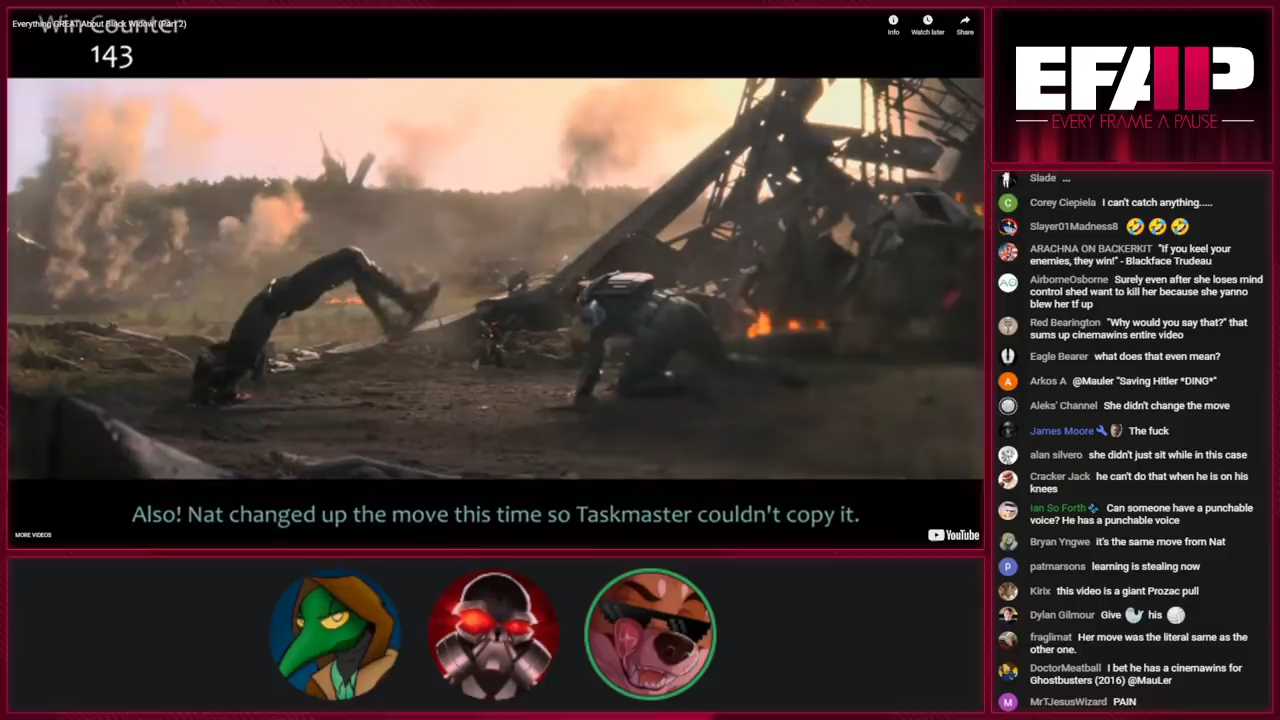 Everything GREAT About Black Widow! (Part 2)
Win Counter
143
Info
Watch later
Share
Also! Nat changed up the move this time so Taskmaster couldn't copy it.
MORE VIDEOS
YouTube
EFAP
EVERY FRAME A PAUSE
Slade ...
Corey Ciepiela I can't catch anything.....
Slayer01Madness8 🤣🤣🤣
ARACHNA ON BACKERKIT "If you keel your
enemies, they win!" - Blackface Trudeau
AirborneOsborne Surely even after she loses mind
control shed want to kill her because she yanno
blew her tf up
Red Bearington "Why would you say that?" that
sums up cinemawins entire video
Eagle Bearer what does that even mean?
Arkos A @Mauler "Saving Hitler *DING*"
Aleks' Channel She didn't change the move
James Moore The fuck
alan silvero she didn't just sit while in this case
Cracker Jack he can't do that when he is on his
knees
Ian So Forth Can someone have a punchable
voice? He has a punchable voice
Bryan Yngwe it's the same move from Nat
patmarsons learning is stealing now
Kirix this video is a giant Prozac pull
Dylan Gilmour Give his
fraglimat Her move was the literal same as the
other one.
DoctorMeatball I bet he has a cinemawins for
Ghostbusters (2016) @MauLer
MrTJesusWizard PAIN